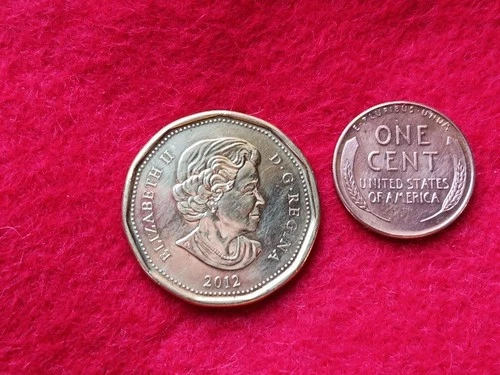 ELIZABETH II
D·G·REGINA
2012
E·PLURIBUS·UNUM
ONE
CENT
UNITED STATES
OF AMERICA